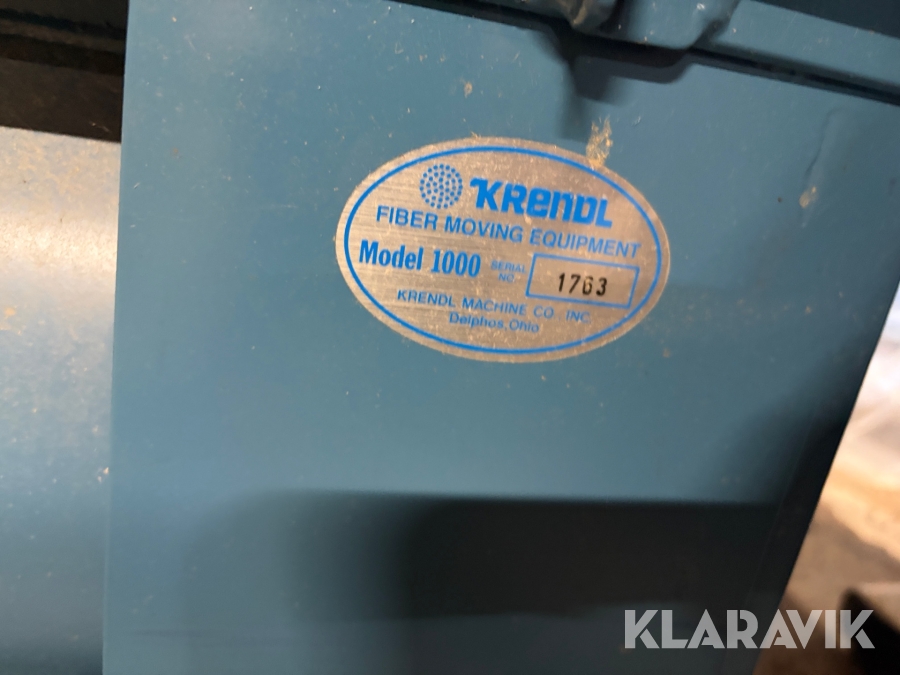 KRENDL
FIBER MOVING EQUIPMENT
Model 1000 SERIAL NO. 1763
KRENDL MACHINE CO. INC.
Delphos, Ohio
KLARAVIK